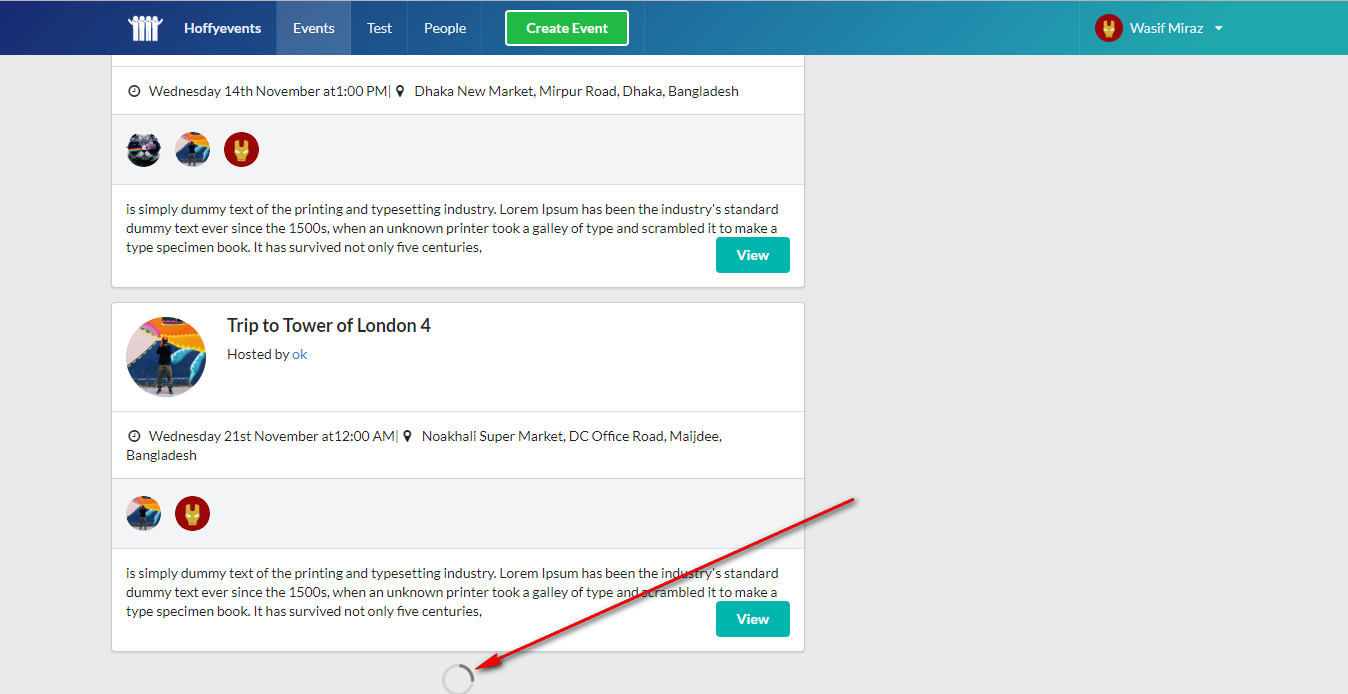 Hoffyevents Events Test People Create Event Wasif Miraz
Wednesday 14th November at1:00 PM| Dhaka New Market, Mirpur Road, Dhaka, Bangladesh
is simply dummy text of the printing and typesetting industry. Lorem Ipsum has been the industry's standard
dummy text ever since the 1500s, when an unknown printer took a galley of type and scrambled it to make a
type specimen book. It has survived not only five centuries,
View
Trip to Tower of London 4
Hosted by ok
Wednesday 21st November at12:00 AM| Noakhali Super Market, DC Office Road, Maijdee,
Bangladesh
is simply dummy text of the printing and typesetting industry. Lorem Ipsum has been the industry's standard
dummy text ever since the 1500s, when an unknown printer took a galley of type and scrambled it to make a
type specimen book. It has survived not only five centuries,
View